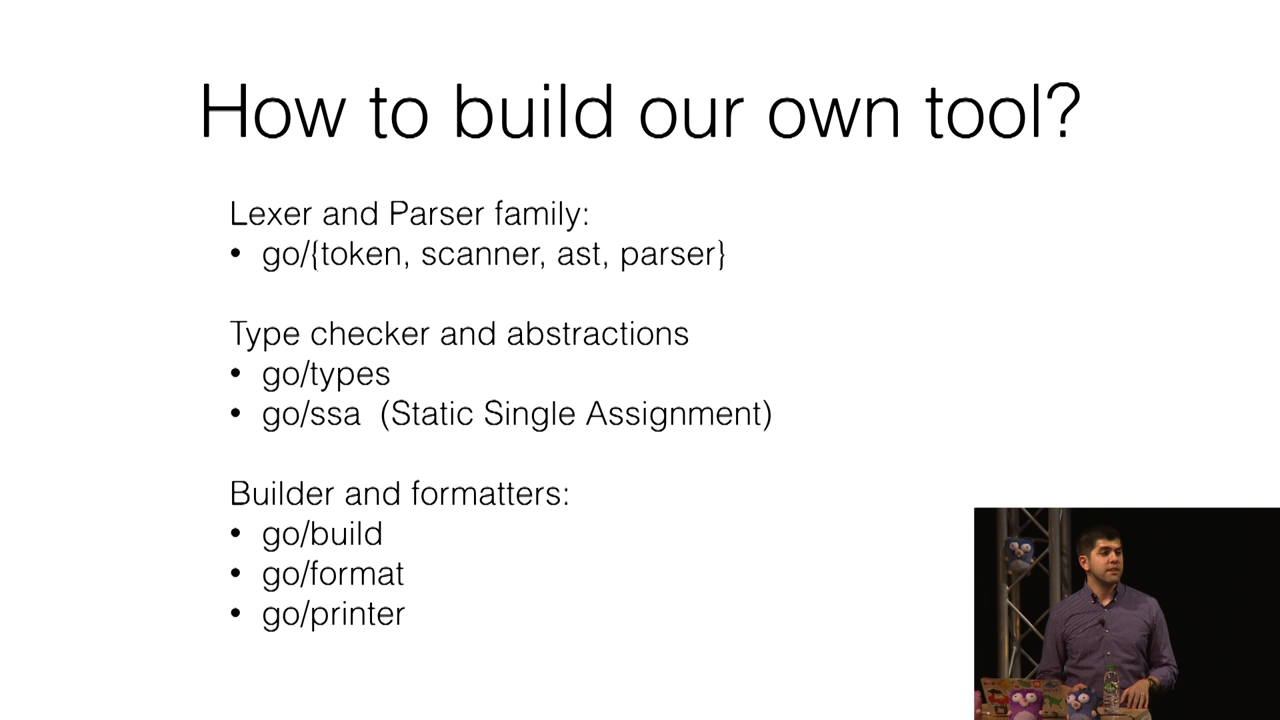 How to build our own tool?
Lexer and Parser family:
• go/{token, scanner, ast, parser}
Type checker and abstractions
• go/types
• go/ssa (Static Single Assignment)
Builder and formatters:
• go/build
• go/format
• go/printer